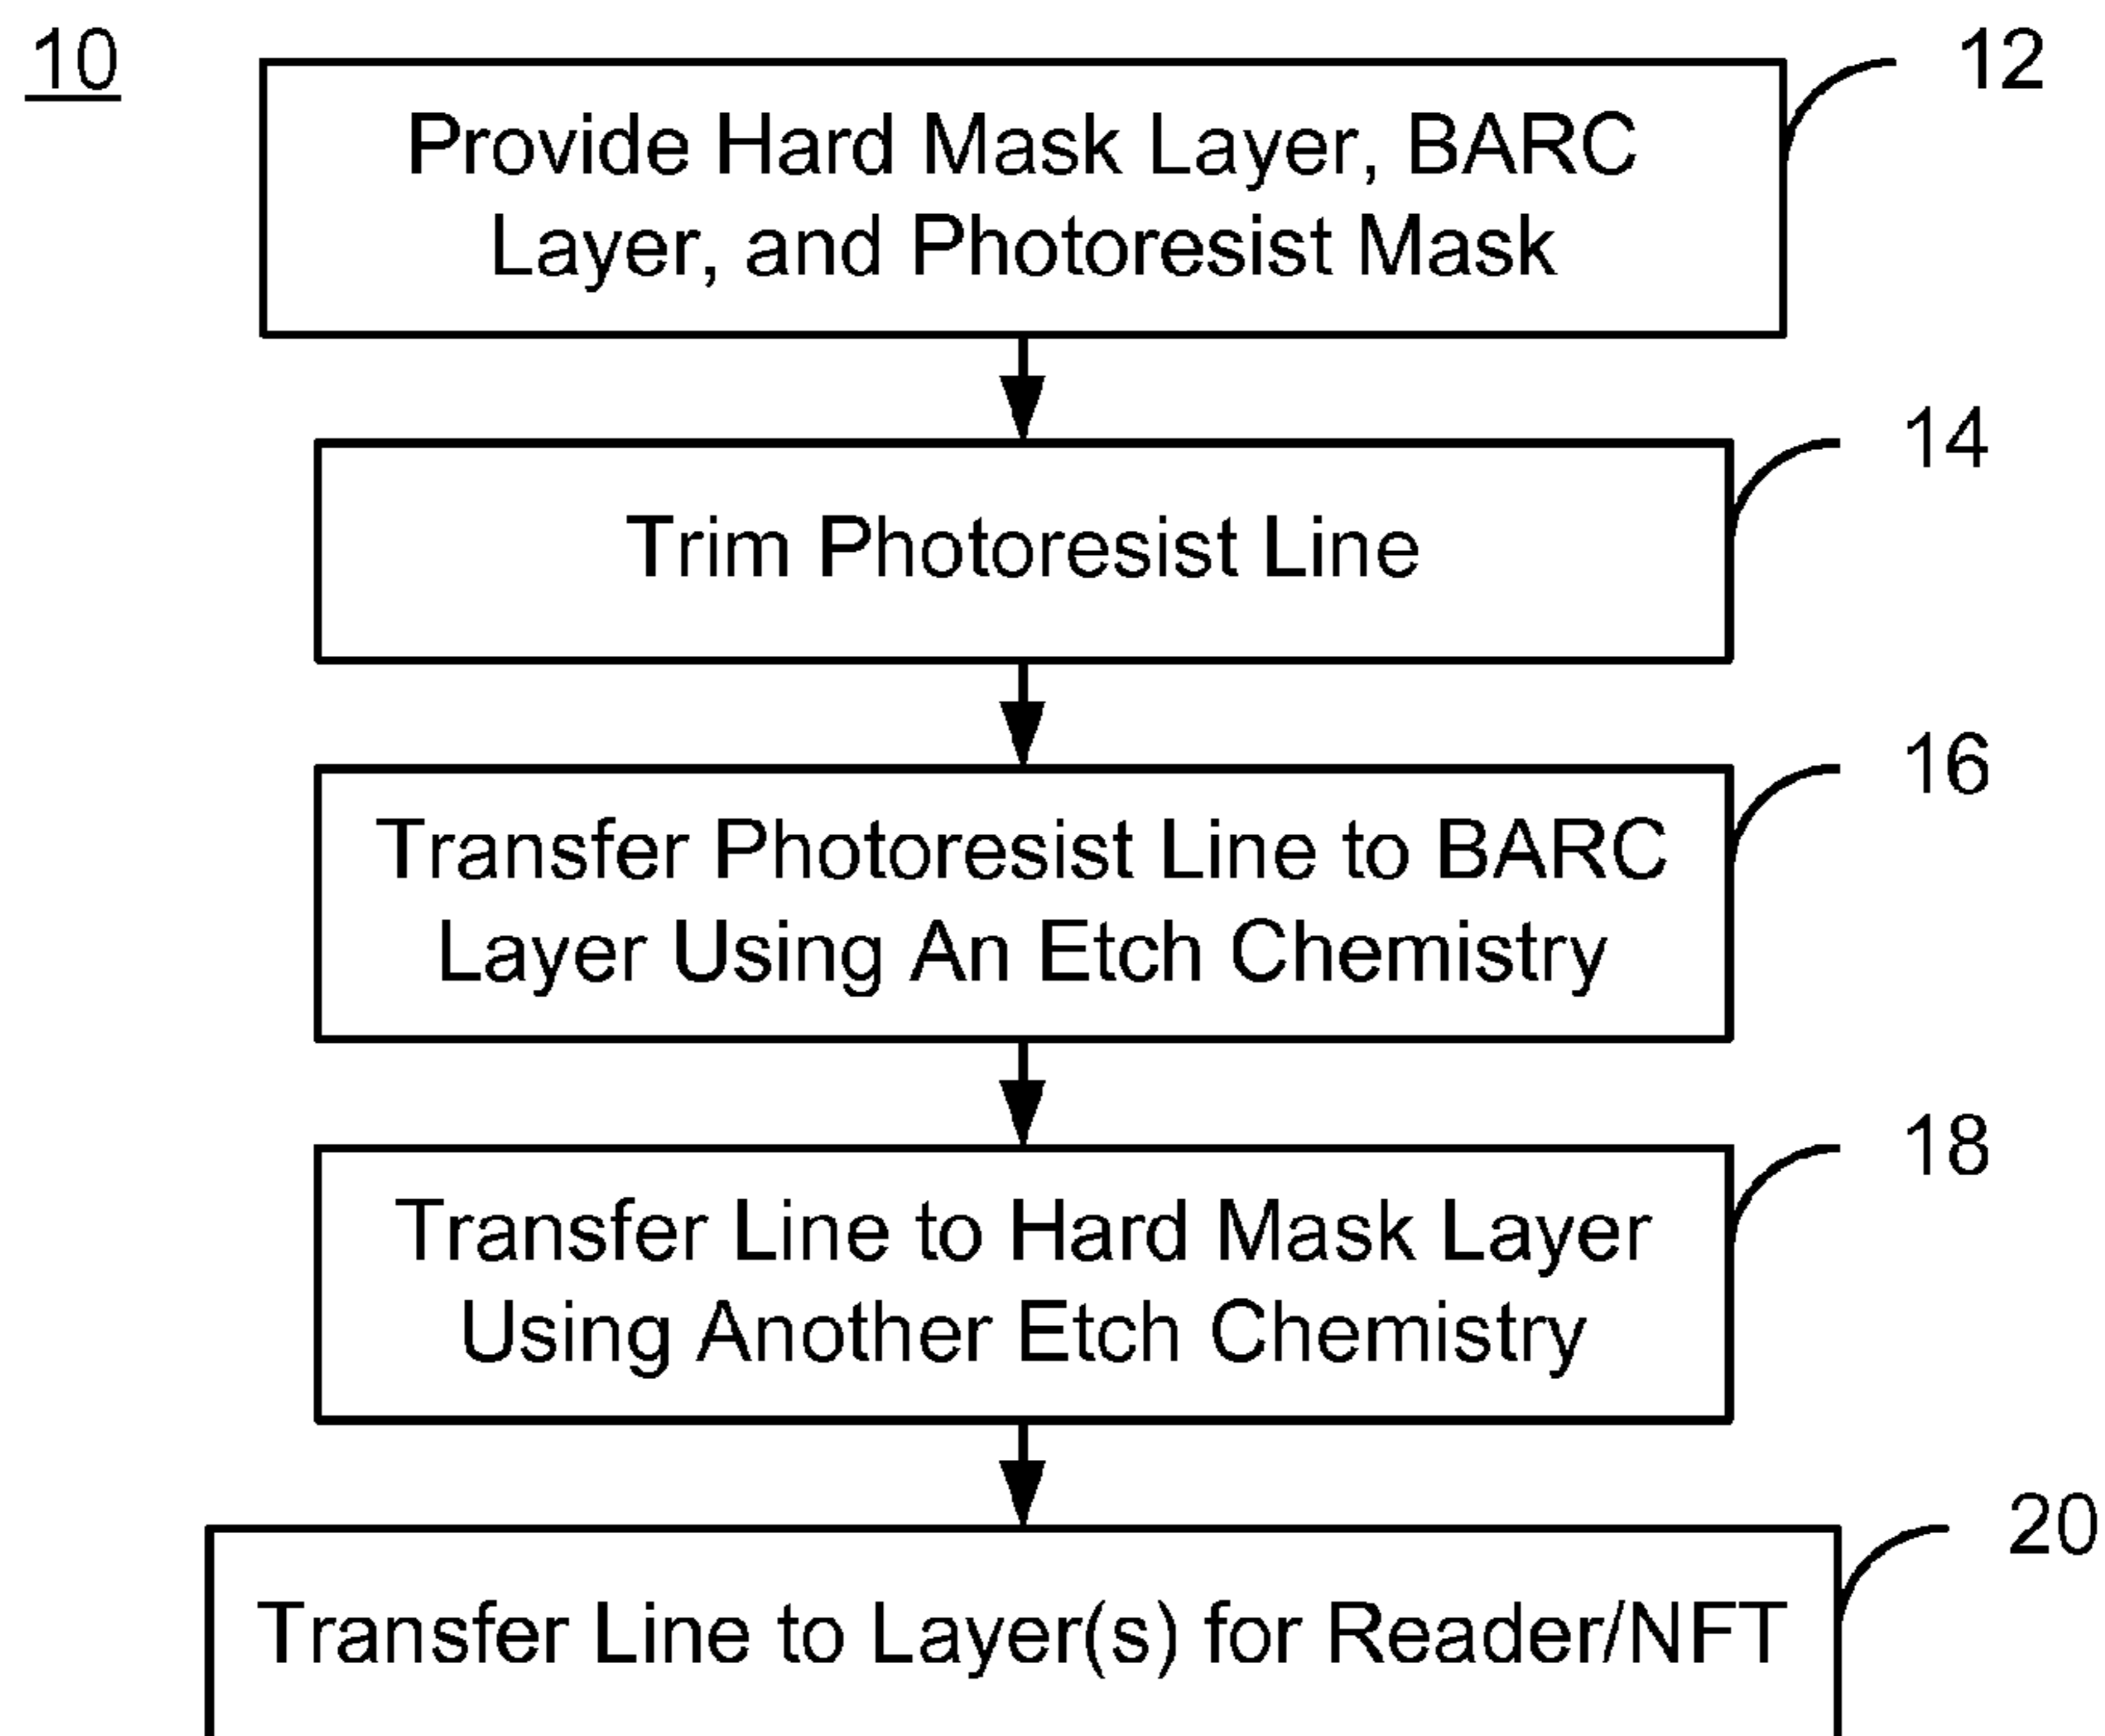 10
12
Provide Hard Mask Layer, BARC
Layer, and Photoresist Mask
14
Trim Photoresist Line
16
Transfer Photoresist Line to BARC
Layer Using An Etch Chemistry
18
Transfer Line to Hard Mask Layer
Using Another Etch Chemistry
20
Transfer Line to Layer(s) for Reader/NFT